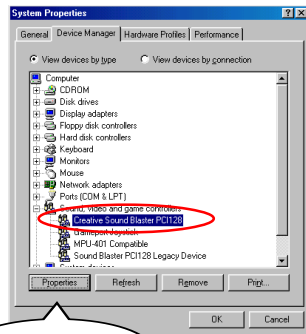 System Properties
General Device Manager Hardware Profiles Performance
View devices by type View devices by connection
Computer
CDROM
Disk drives
Display adapters
Floppy disk controllers
Hard disk controllers
Keyboard
Monitors
Mouse
Network adapters
Ports (COM & LPT)
Sound, video and game controllers
Creative Sound Blaster PCI128
Gameport Joystick
MPU-401 Compatible
Sound Blaster PCI128 Legacy Device
System devices
Properties Refresh Remove Print...
OK Cancel